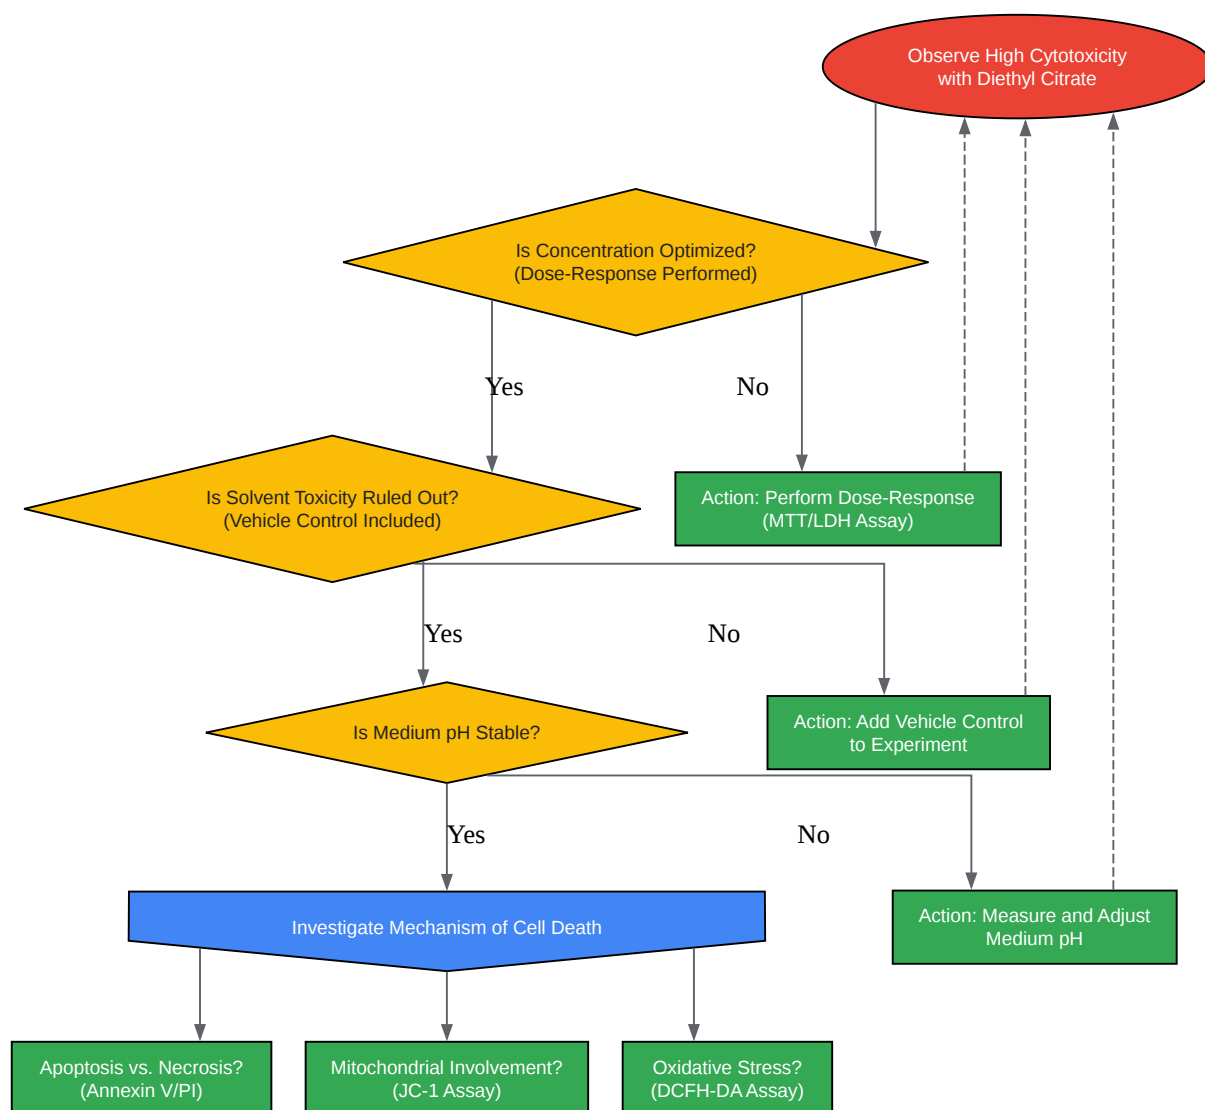 Observe High Cytotoxicity
with Diethyl Citrate
Is Concentration Optimized?
(Dose-Response Performed)
Yes
No
Is Solvent Toxicity Ruled Out?
(Vehicle Control Included)
Action: Perform Dose-Response
(MTT/LDH Assay)
Yes
No
Is Medium pH Stable?
Action: Add Vehicle Control
to Experiment
Yes
No
Investigate Mechanism of Cell Death
Action: Measure and Adjust
Medium pH
Apoptosis vs. Necrosis?
(Annexin V/PI)
Mitochondrial Involvement?
(JC-1 Assay)
Oxidative Stress?
(DCFH-DA Assay)